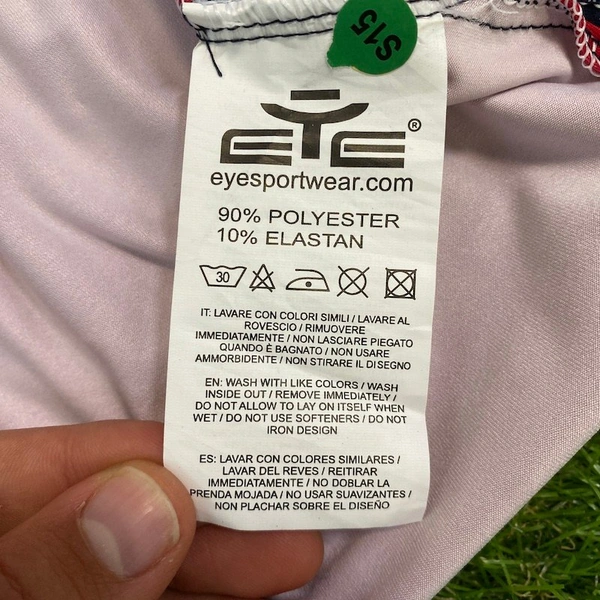 S15
EYE®
eyesportwear.com
90% POLYESTER
10% ELASTAN
30
IT: LAVARE CON COLORI SIMILI / LAVARE AL
ROVESCIO / RIMUOVERE
IMMEDIATAMENTE / NON LASCIARE PIEGATO
QUANDO È BAGNATO / NON USARE
AMMORBIDENTE / NON STIRARE IL DISEGNO
EN: WASH WITH LIKE COLORS / WASH
INSIDE OUT / REMOVE IMMEDIATELY /
DO NOT ALLOW TO LAY ON ITSELF WHEN
WET / DO NOT USE SOFTENERS / DO NOT
IRON DESIGN
ES: LAVAR CON COLORES SIMILARES /
LAVAR DEL REVES / REITIRAR
IMMEDIATAMENTE / NO DOBLAR LA
PRENDA MOJADA / NO USAR SUAVIZANTES /
NON PLACHAR SOBRE EL DISEÑO